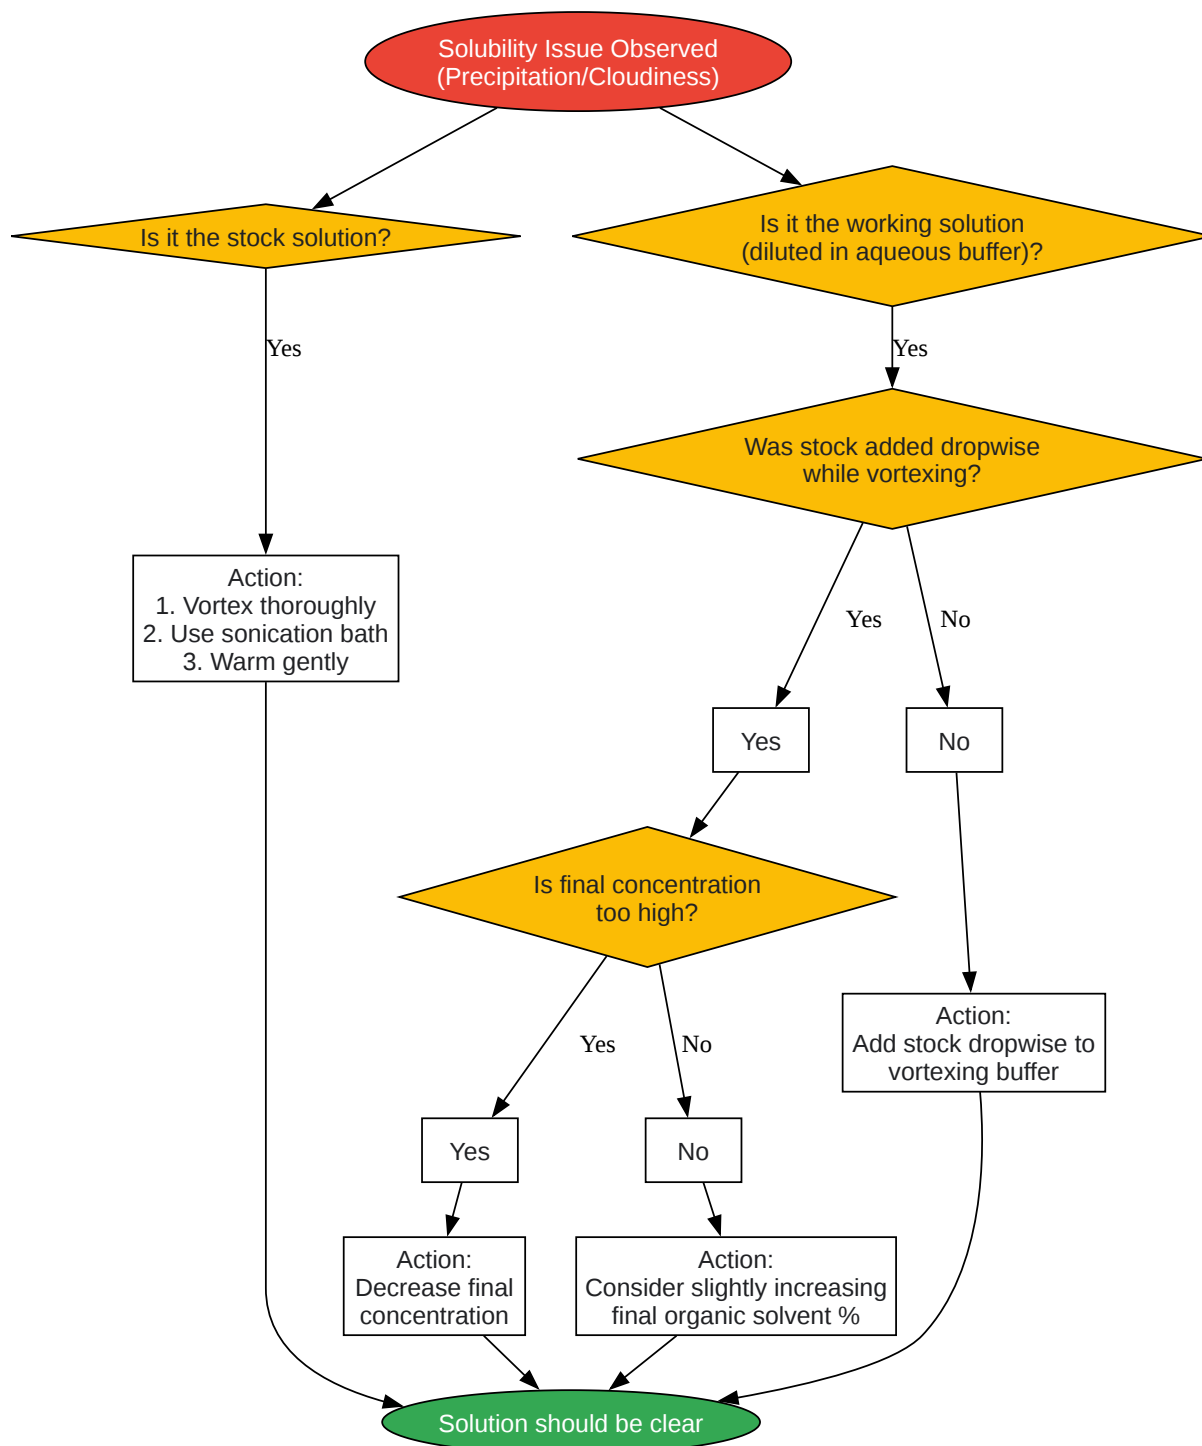 Solubility Issue Observed
(Precipitation/Cloudiness)
Is it the stock solution?
Is it the working solution
(diluted in aqueous buffer)?
Yes
Yes
Was stock added dropwise
while vortexing?
Action:
1. Vortex thoroughly
2. Use sonication bath
3. Warm gently
Yes
No
Yes
No
Is final concentration
too high?
Action:
Add stock dropwise to
vortexing buffer
Yes
No
Yes
No
Action:
Decrease final
concentration
Action:
Consider slightly increasing
final organic solvent %
Solution should be clear